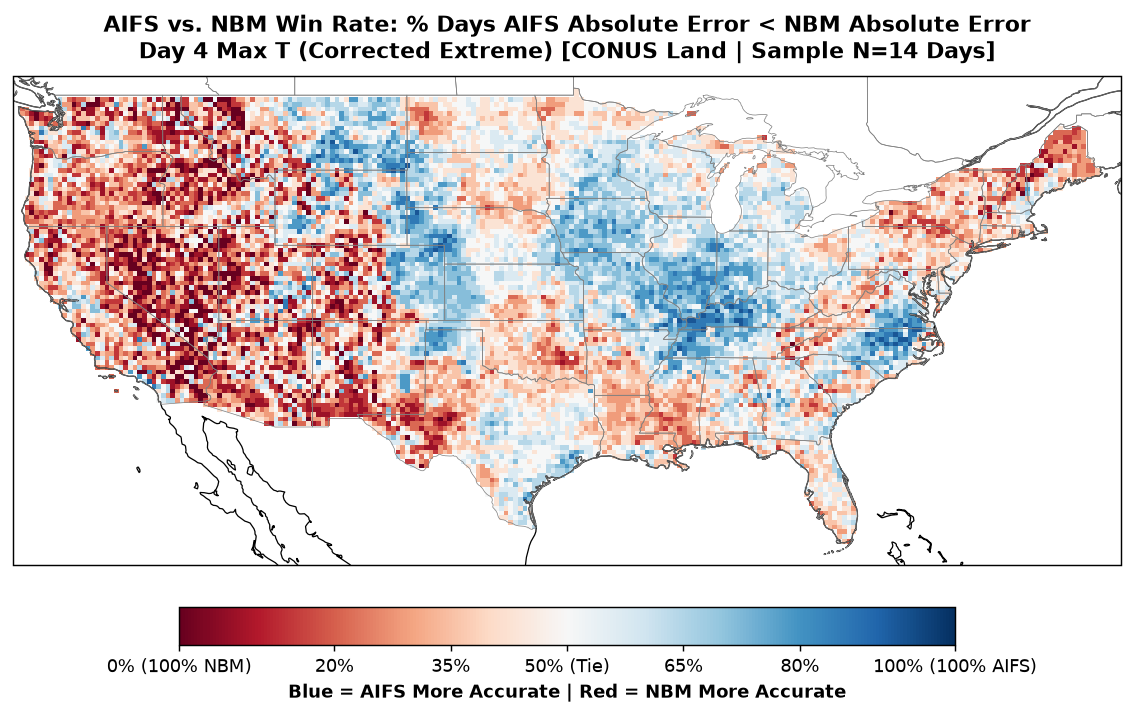 AIFS vs. NBM Win Rate: % Days AIFS Absolute Error < NBM Absolute Error
Day 4 Max T (Corrected Extreme) [CONUS Land | Sample N=14 Days]
0% (100% NBM) 20% 35% 50% (Tie) 65% 80% 100% (100% AIFS)
Blue = AIFS More Accurate | Red = NBM More Accurate